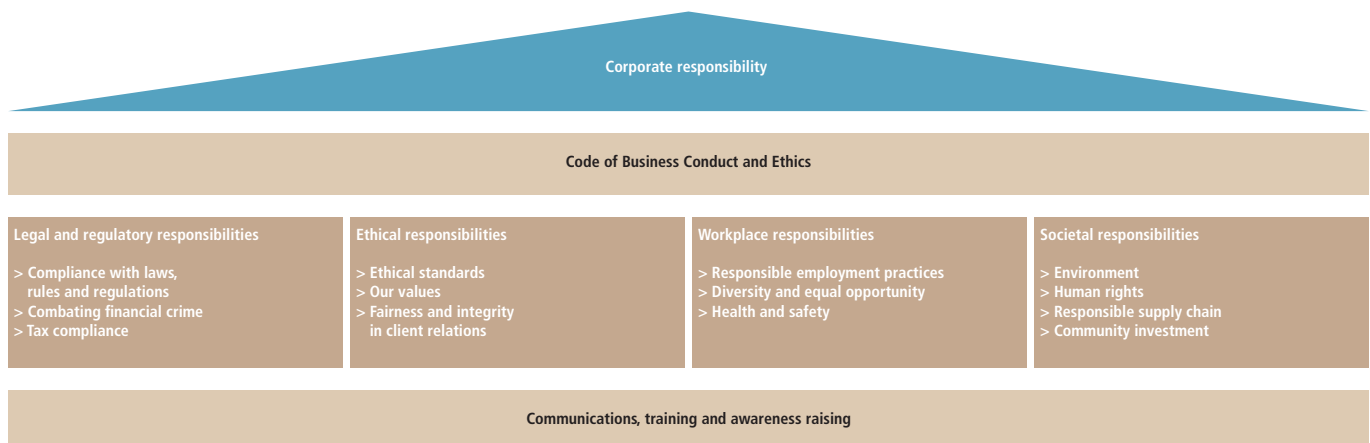 Corporate responsibility
Code of Business Conduct and Ethics
Legal and regulatory responsibilities
> Compliance with laws,
rules and regulations
> Combating financial crime
> Tax compliance
Ethical responsibilities
> Ethical standards
> Our values
> Fairness and integrity
in client relations
Workplace responsibilities
> Responsible employment practices
> Diversity and equal opportunity
> Health and safety
Societal responsibilities
> Environment
> Human rights
> Responsible supply chain
> Community investment
Communications, training and awareness raising